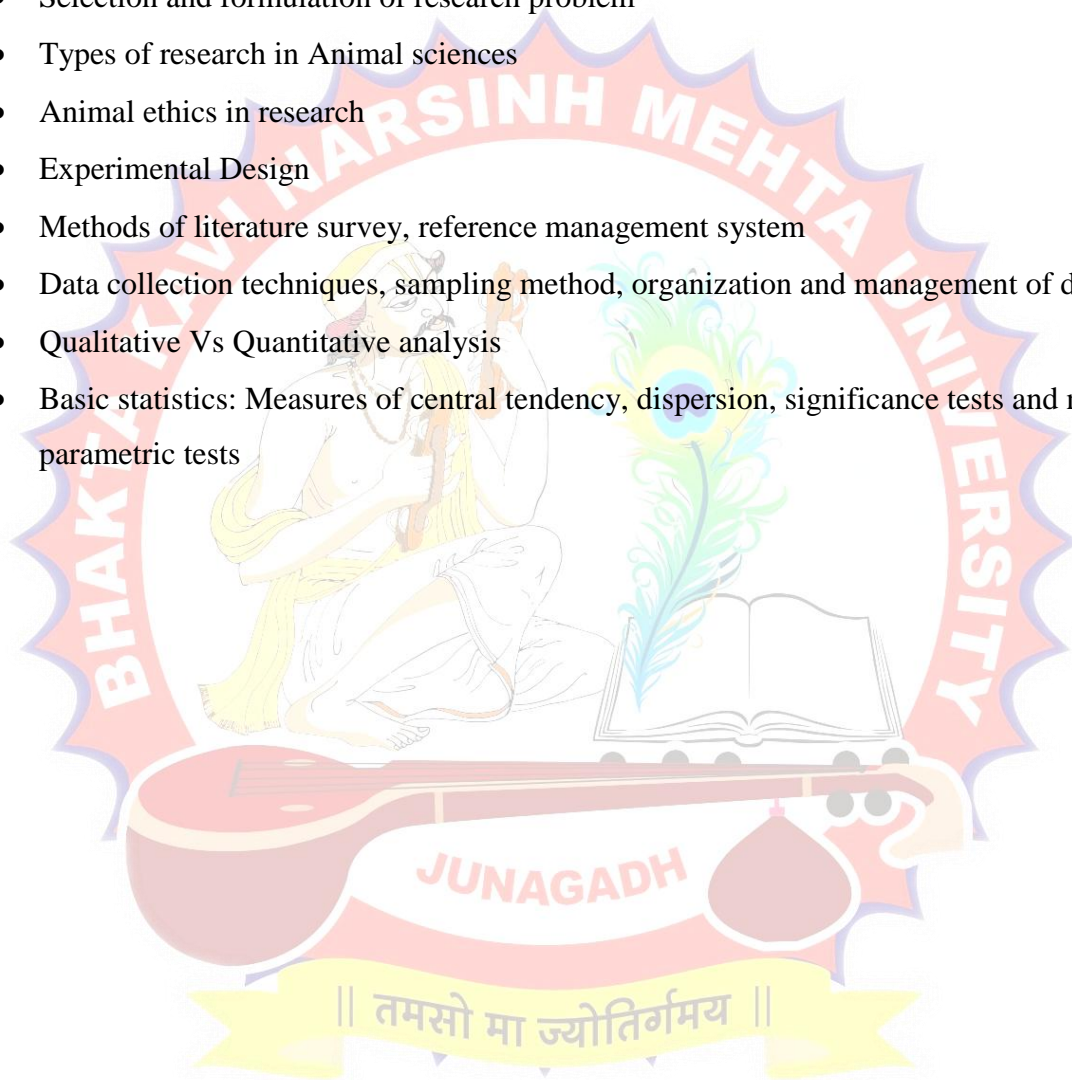 Selection and formulation of research problem
• Types of research in Animal sciences
• Animal ethics in research
• Experimental Design
• Methods of literature survey, reference management system
• Data collection techniques, sampling method, organization and management of d
• Qualitative Vs Quantitative analysis
• Basic statistics: Measures of central tendency, dispersion, significance tests and
parametric tests
BHAKTA KAVI NARSINH MEHTA UNIVERSITY
JUNAGADH
|| तमसो मा ज्योतिर्गमय ||